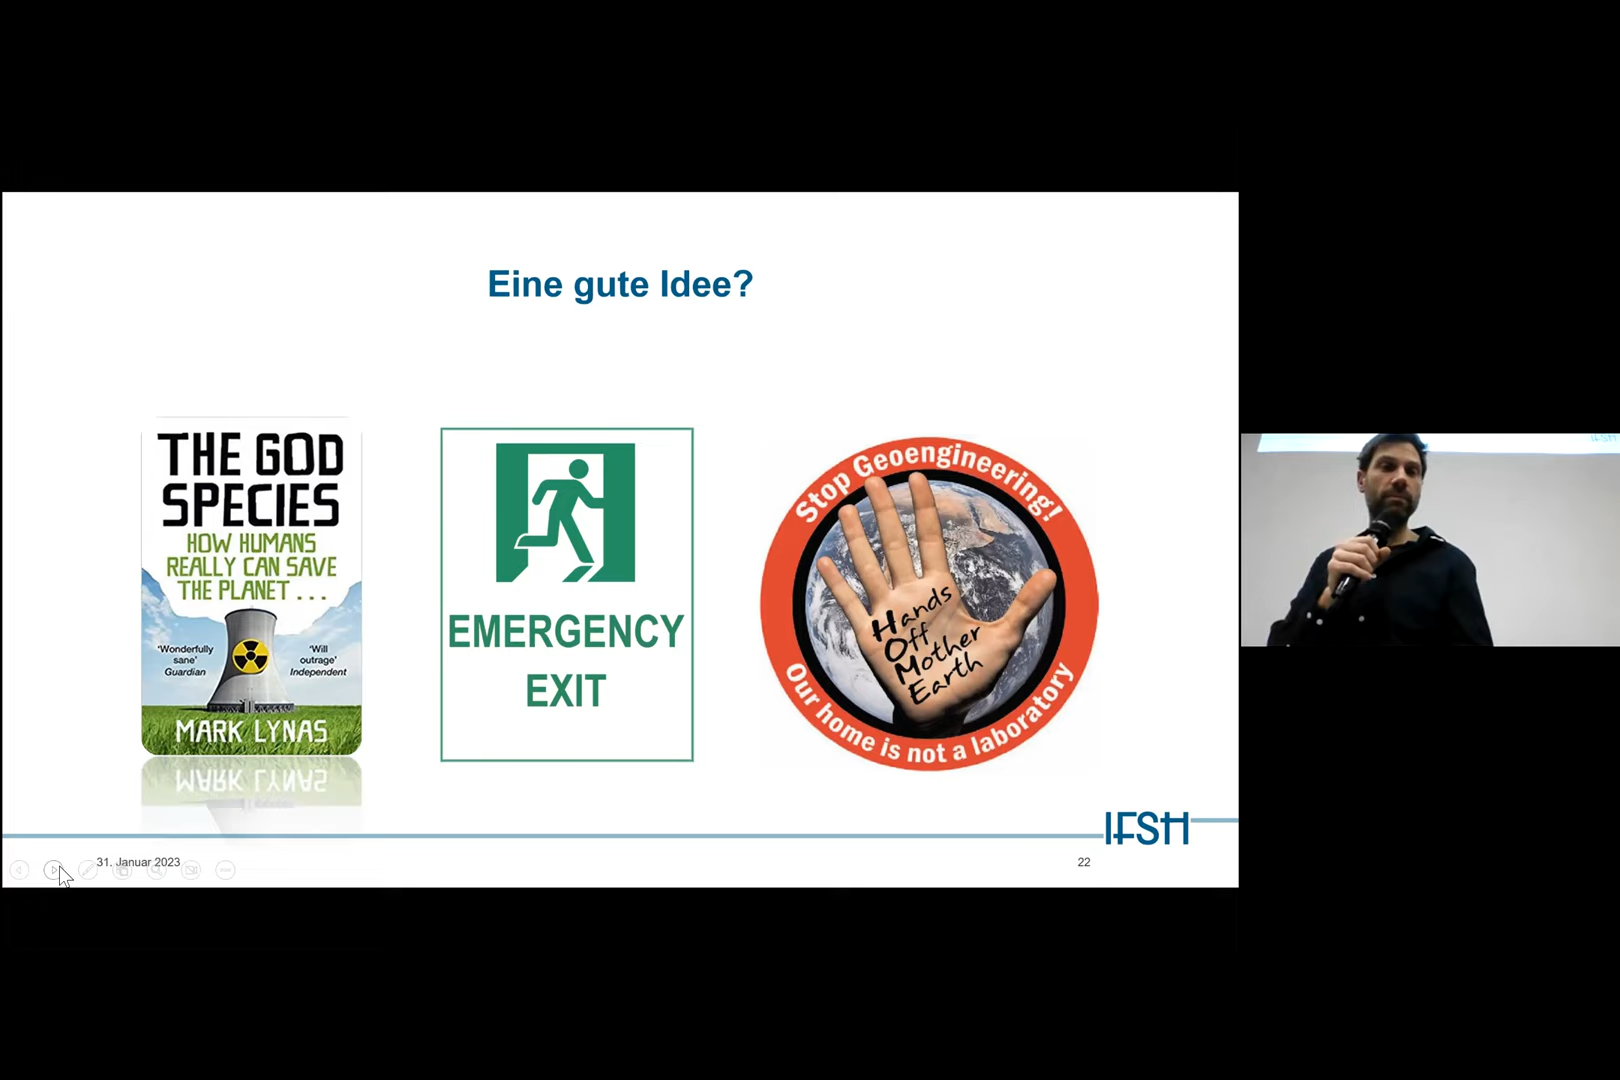 Eine gute Idee?
THE GOD
SPECIES
HOW HUMANS
REALLY CAN SAVE
THE PLANET . . .
'Wonderfully
sane'
Guardian
'Will
outrage'
Independent
MARK LYNAS
EMERGENCY
EXIT
Stop Geoengineering!
Hands
Off
Mother
Earth
Our home is not a laboratory
IFSH
31. Januar 2023
22